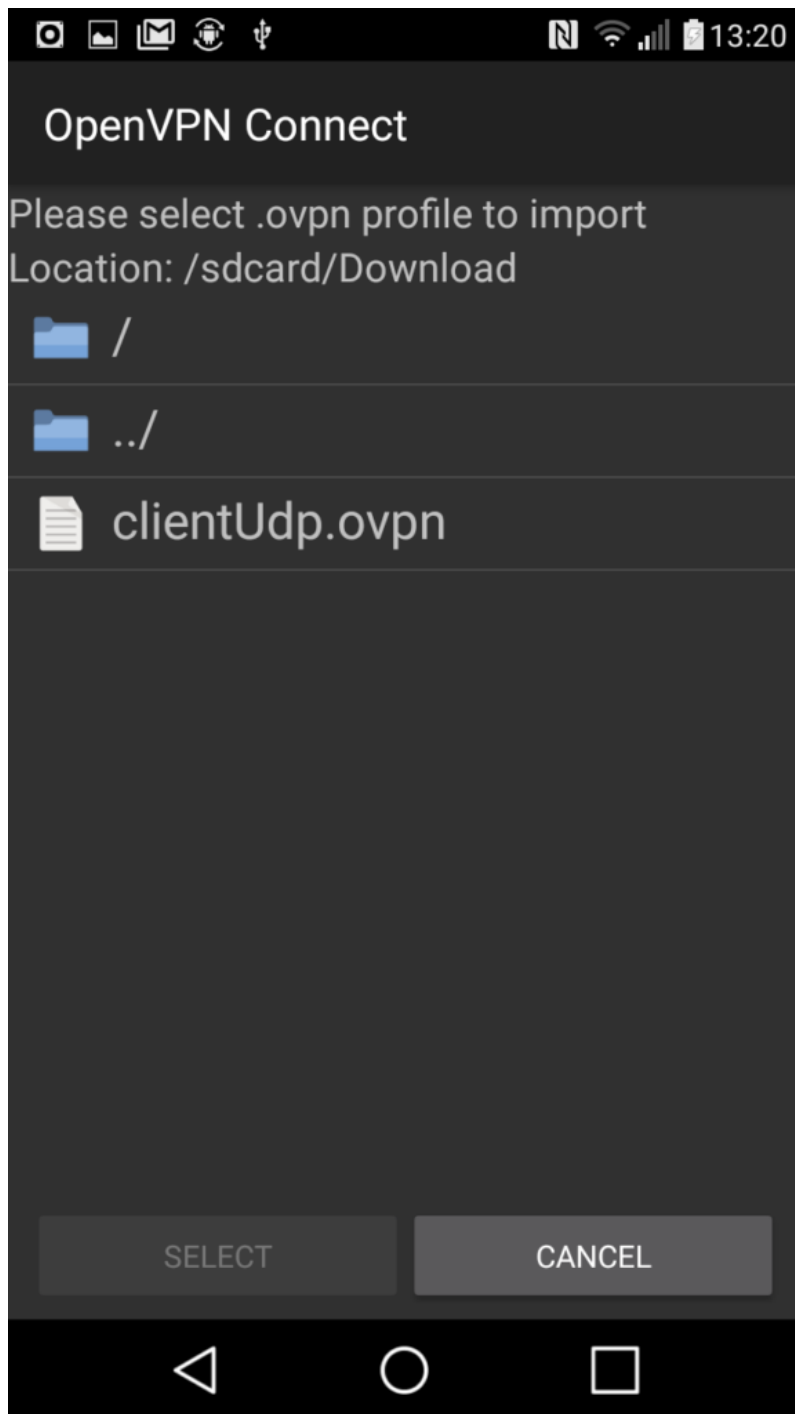 13:20
OpenVPN Connect
Please select .ovpn profile to import
Location: /sdcard/Download
/
../
clientUdp.ovpn
SELECT
CANCEL